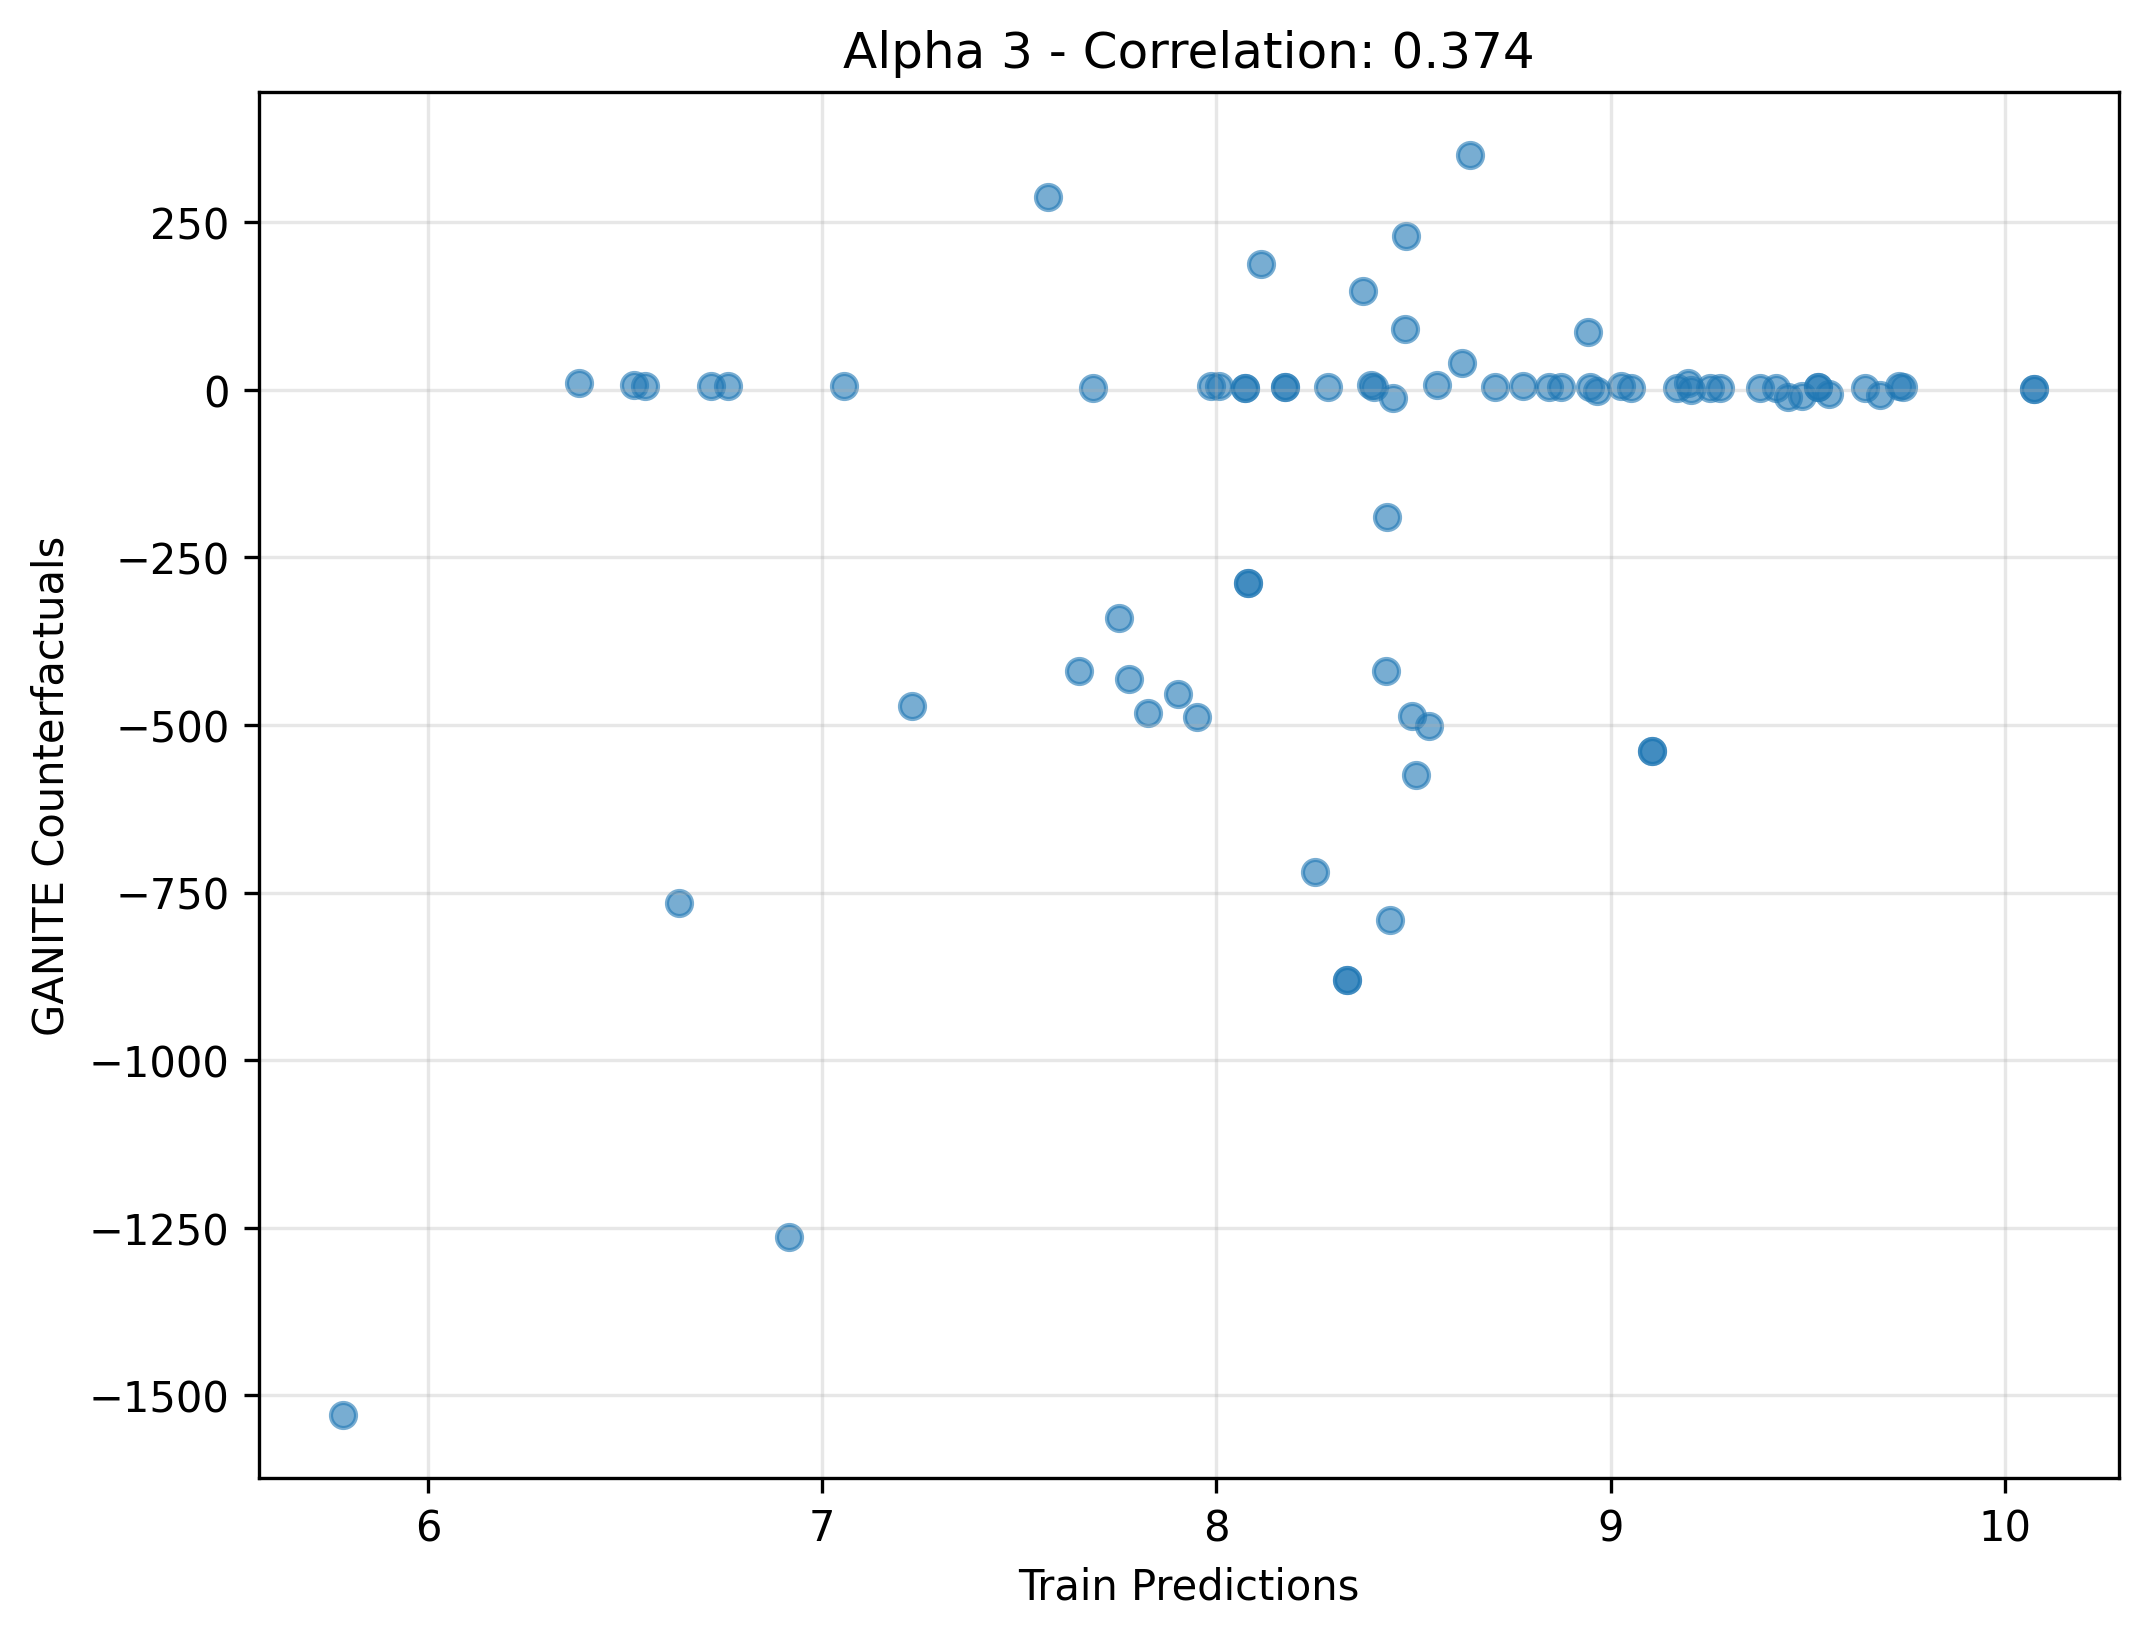 Alpha 3 - Correlation: 0.374
GANITE Counterfactuals
250
0
−250
−500
−750
−1000
−1250
−1500
6 7 8 9 10
Train Predictions